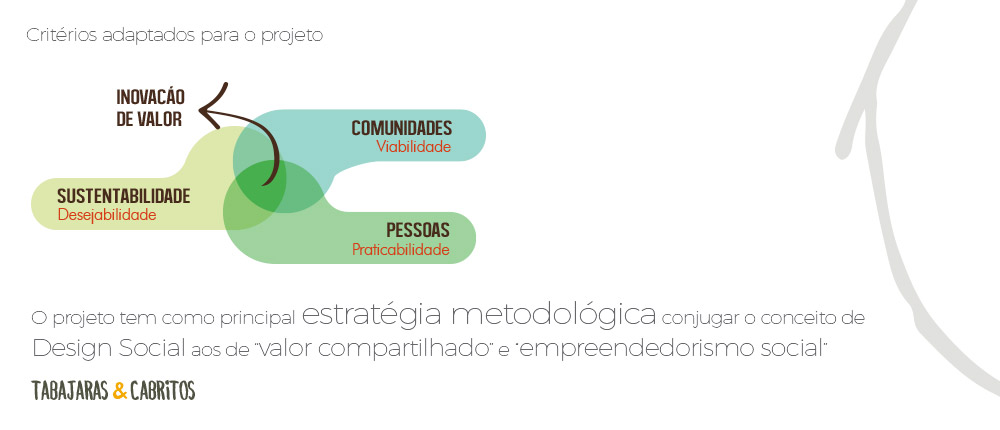 Critérios adaptados para o projeto
INOVACÁO
DE VALOR
COMUNIDADES
Viabilidade
SUSTENTABILIDADE
Desejabilidade
PESSOAS
Praticabilidade
O projeto tem como principal estratégia metodológica conjugar o conceito de
Design Social aos de "valor compartilhado" e "empreendedorismo social"
TABAJARAS & CABRITOS